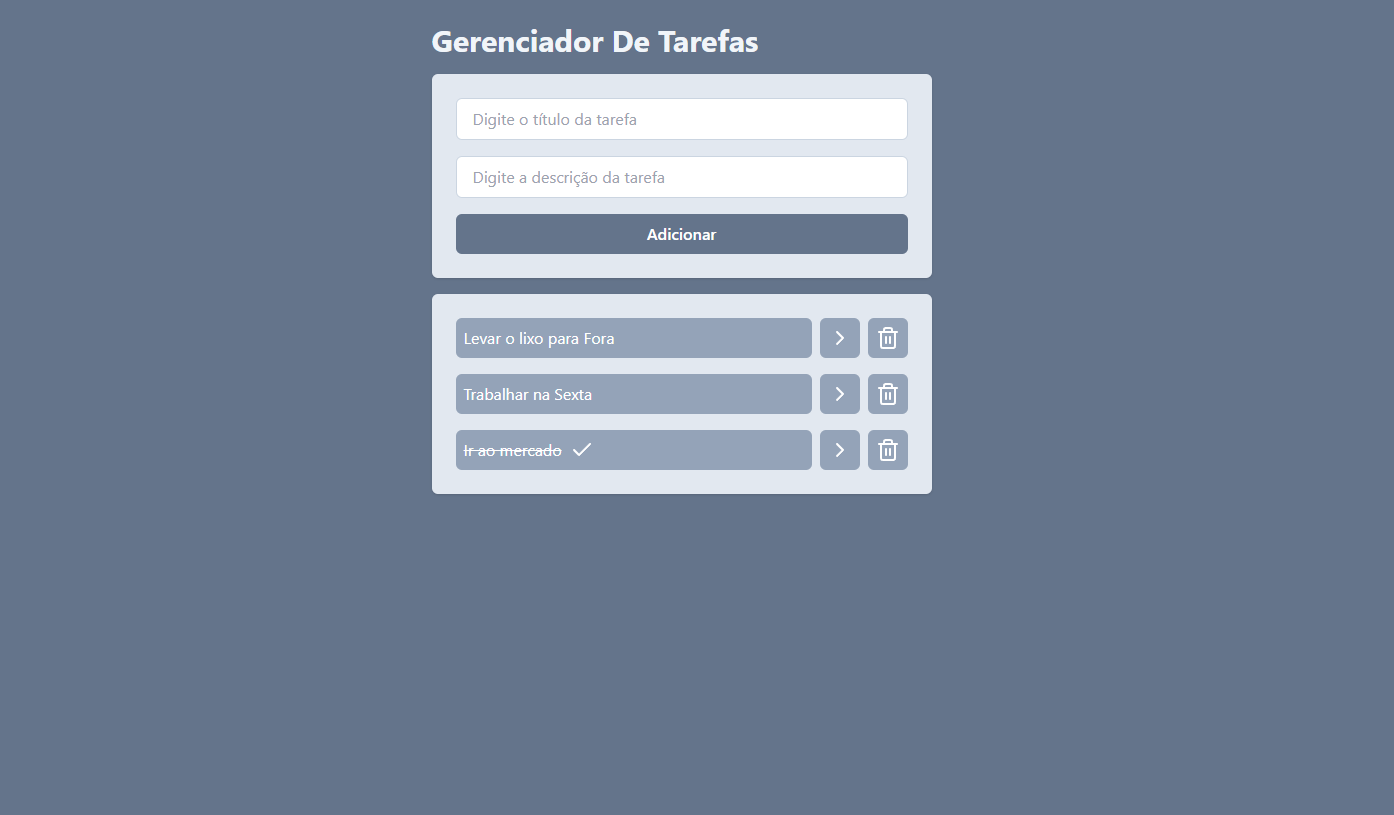 Gerenciador De Tarefas
Digite o título da tarefa
Digite a descrição da tarefa
Adicionar
Levar o lixo para Fora
Trabalhar na Sexta
Ir ao mercado